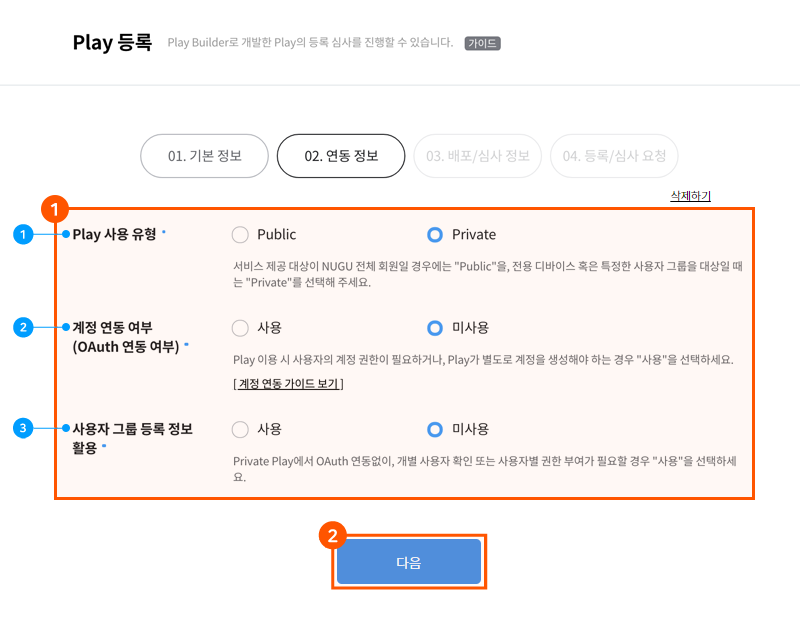 Play 등록 Play Builder로 개발한 Play의 등록 심사를 진행할 수 있습니다. 가이드
01. 기본 정보 02. 연동 정보 03. 배포/심사 정보 04. 등록/심사 요청
삭제하기
1
1 Play 사용 유형 Public Private
서비스 제공 대상이 NUGU 전체 회원일 경우에는 "Public"을, 전용 디바이스 혹은 특정한 사용자 그룹을 대상일 때
는 "Private"를 선택해 주세요.
2 계정 연동 여부 사용 미사용
(OAuth 연동 여부)
Play 이용 시 사용자의 계정 권한이 필요하거나, Play가 별도로 계정을 생성해야 하는 경우 "사용"을 선택하세요.
[ 계정 연동 가이드 보기 ]
3 사용자 그룹 등록 정보 사용 미사용
활용
Private Play에서 OAuth 연동없이, 개별 사용자 확인 또는 사용자별 권한 부여가 필요할 경우 "사용"을 선택하세
요.
2
다음